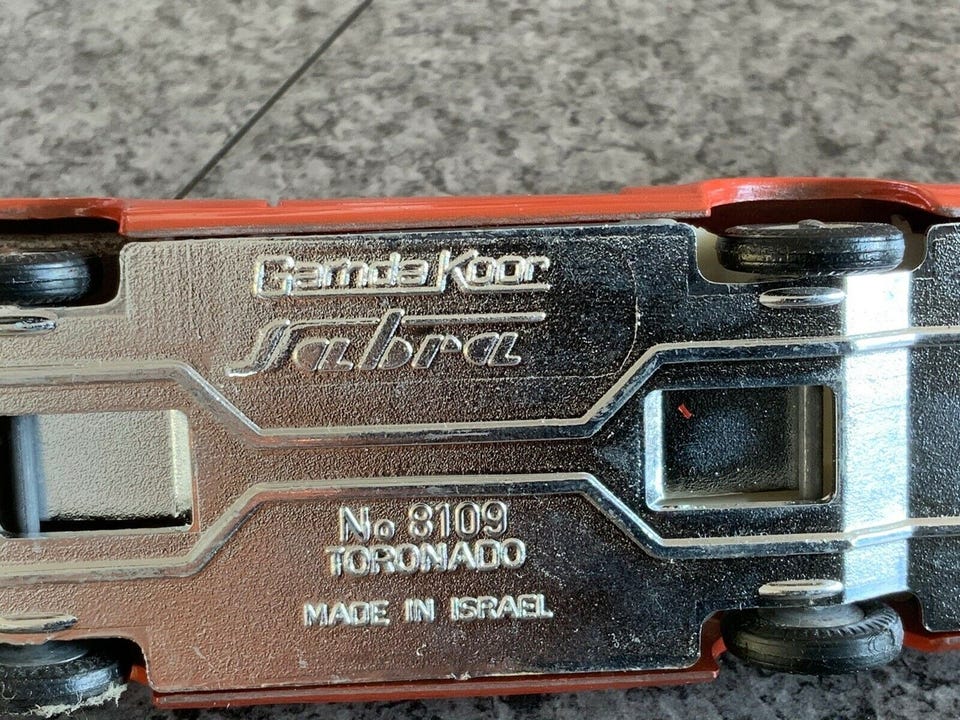 Gamda Koor
Sabra
No 8109
TORONADO
MADE IN ISRAEL